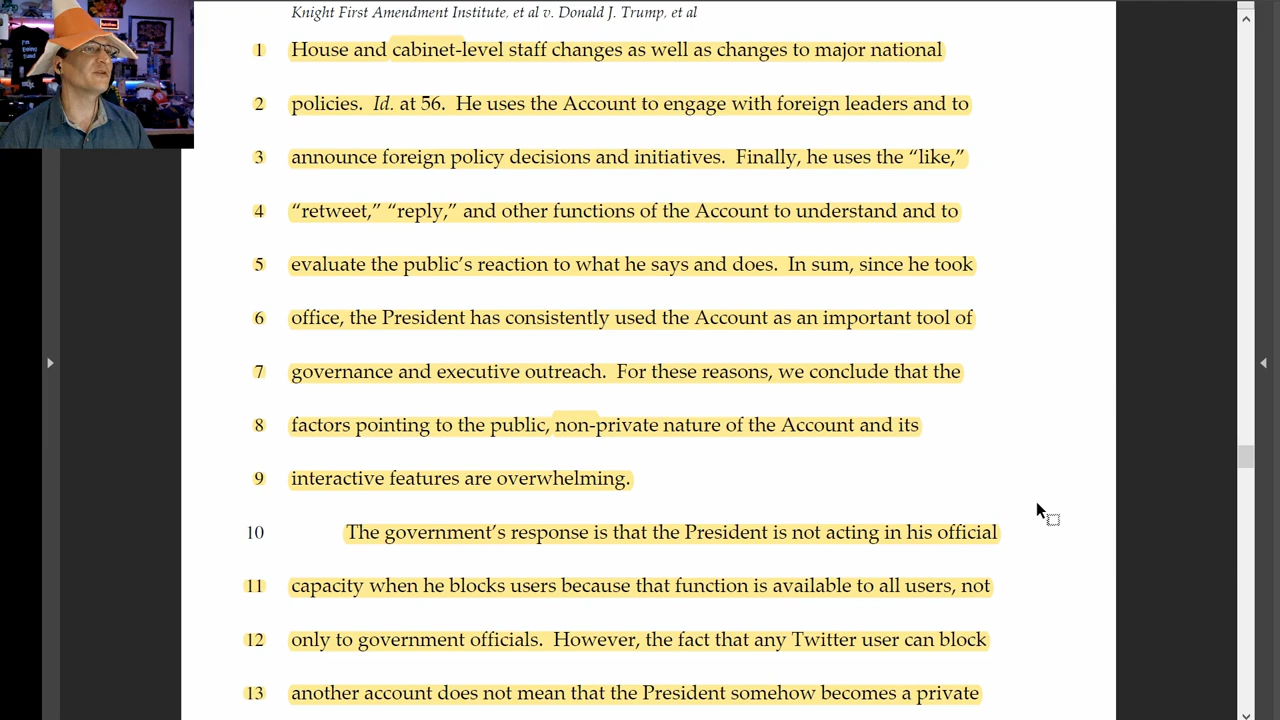 Knight First Amendment Institute, et al v. Donald J. Trump, et al
1 House and cabinet-level staff changes as well as changes to major national
2 policies. Id. at 56. He uses the Account to engage with foreign leaders and to
3 announce foreign policy decisions and initiatives. Finally, he uses the “like,”
4 “retweet,” “reply,” and other functions of the Account to understand and to
5 evaluate the public’s reaction to what he says and does. In sum, since he took
6 office, the President has consistently used the Account as an important tool of
7 governance and executive outreach. For these reasons, we conclude that the
8 factors pointing to the public, non-private nature of the Account and its
9 interactive features are overwhelming.
10 The government’s response is that the President is not acting in his official
11 capacity when he blocks users because that function is available to all users, not
12 only to government officials. However, the fact that any Twitter user can block
13 another account does not mean that the President somehow becomes a private